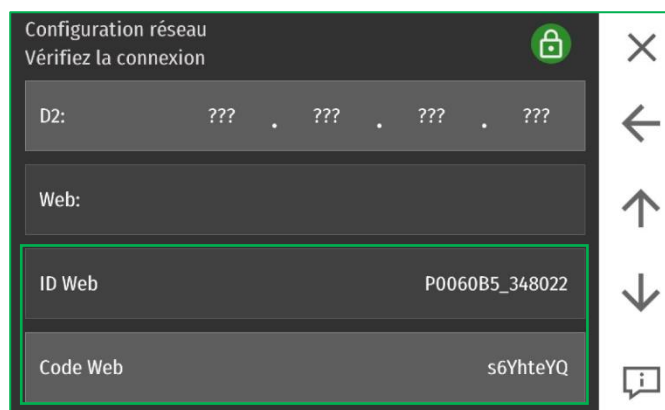 Configuration réseau
Vérifiez la connexion
D2: ??? . ??? . ??? . ???
Web:
ID Web P0060B5_348022
Code Web s6YhteYQ